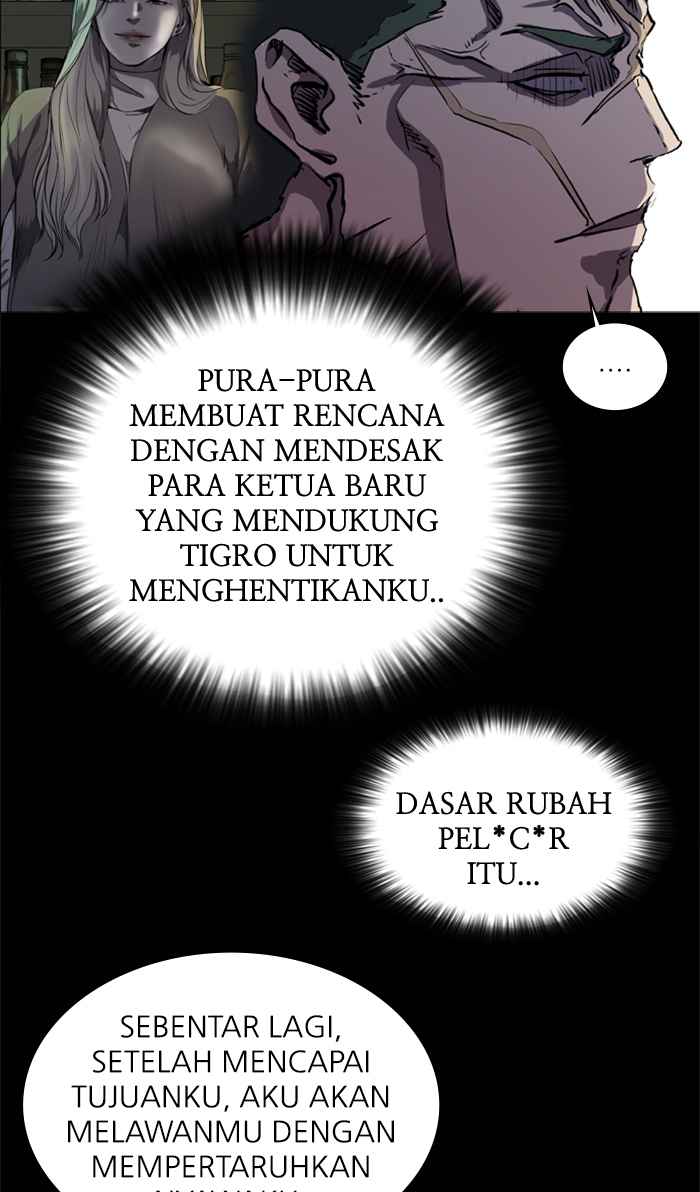 ....
PURA-PURA
MEMBUAT RENCANA
DENGAN MENDESAK
PARA KETUA BARU
YANG MENDUKUNG
TIGRO UNTUK
MENGHENTIKANKU..
DASAR RUBAH
PEL*C*R
ITU...
SEBENTAR LAGI,
SETELAH MENCAPAI
TUJUANKU, AKU AKAN
MELAWANMU DENGAN
MEMPERTARUHKAN